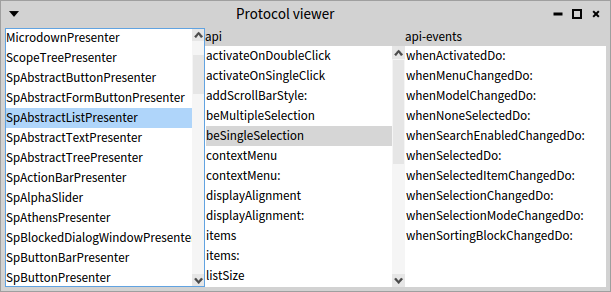 Protocol viewer
MicrodownPresenter
ScopeTreePresenter
SpAbstractButtonPresenter
SpAbstractFormButtonPresenter
SpAbstractListPresenter
SpAbstractTextPresenter
SpAbstractTreePresenter
SpActionBarPresenter
SpAlphaSlider
SpAthensPresenter
SpBlockedDialogWindowPresente
SpButtonBarPresenter
SpButtonPresenter
api
activateOnDoubleClick
activateOnSingleClick
addScrollBarStyle:
beMultipleSelection
beSingleSelection
contextMenu
contextMenu:
displayAlignment
displayAlignment:
items
items:
listSize
api-events
whenActivatedDo:
whenMenuChangedDo:
whenModelChangedDo:
whenNoneSelectedDo:
whenSearchEnabledChangedDo:
whenSelectedDo:
whenSelectedItemChangedDo:
whenSelectionChangedDo:
whenSelectionModeChangedDo:
whenSortingBlockChangedDo: